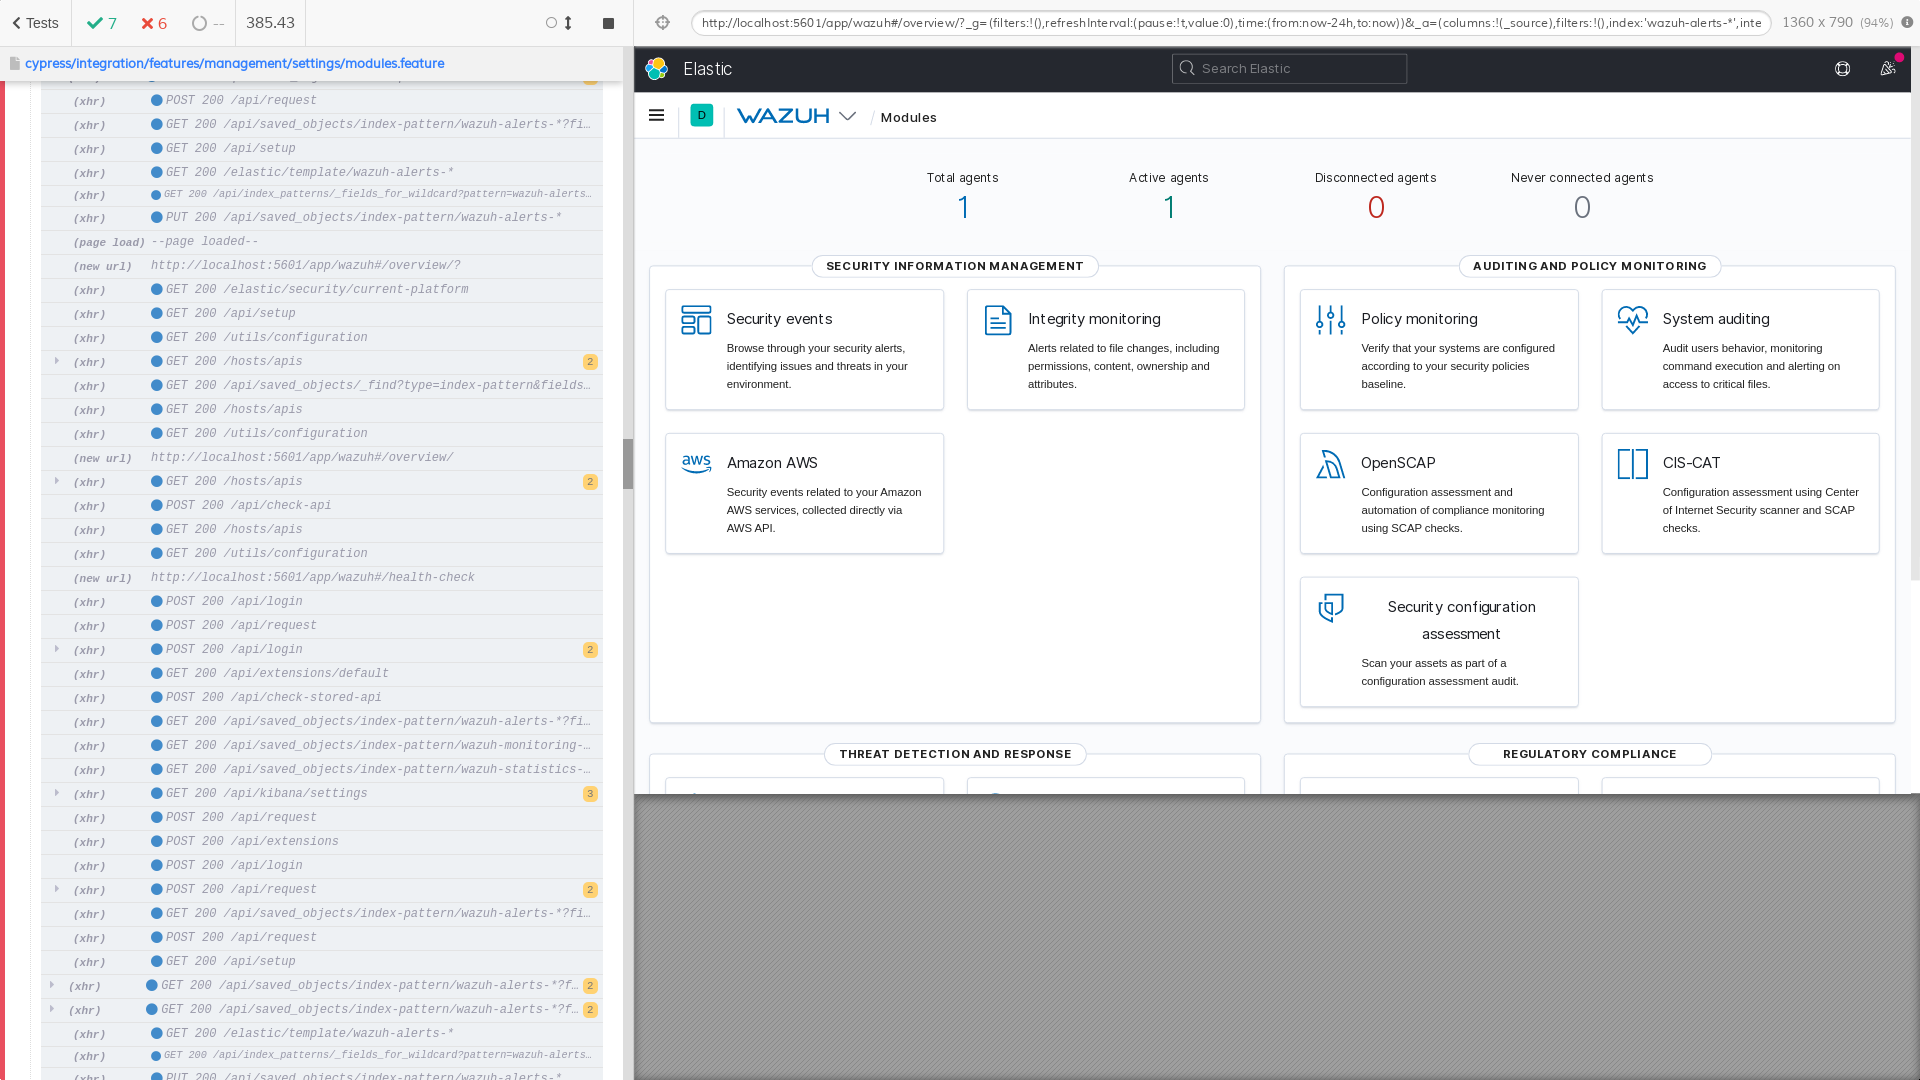 Tests
7
6
--
385.43
http://localhost:5601/app/wazuh#/overview/?_g=(filters:!(),refreshInterval:(pause:!t,value:0),time:(from:now-24h,to:now))&_a=(columns:!(_source),filters:!(),index:'wazuh-alerts-*',inte
1360 x 790 (94%)
cypress/integration/features/management/settings/modules.feature
(xhr) POST 200 /api/request
(xhr) GET 200 /api/saved_objects/index-pattern/wazuh-alerts-*?fi…
(xhr) GET 200 /api/setup
(xhr) GET 200 /elastic/template/wazuh-alerts-*
(xhr) GET 200 /api/index_patterns/_fields_for_wildcard?pattern=wazuh-alerts…
(xhr) PUT 200 /api/saved_objects/index-pattern/wazuh-alerts-*
(page load) --page loaded--
(new url) http://localhost:5601/app/wazuh#/overview/?
(xhr) GET 200 /elastic/security/current-platform
(xhr) GET 200 /api/setup
(xhr) GET 200 /utils/configuration
(xhr) GET 200 /hosts/apis 2
(xhr) GET 200 /api/saved_objects/_find?type=index-pattern&fields…
(xhr) GET 200 /hosts/apis
(xhr) GET 200 /utils/configuration
(new url) http://localhost:5601/app/wazuh#/overview/
(xhr) GET 200 /hosts/apis 2
(xhr) POST 200 /api/check-api
(xhr) GET 200 /hosts/apis
(xhr) GET 200 /utils/configuration
(new url) http://localhost:5601/app/wazuh#/health-check
(xhr) POST 200 /api/login
(xhr) POST 200 /api/request
(xhr) POST 200 /api/login 2
(xhr) GET 200 /api/extensions/default
(xhr) POST 200 /api/check-stored-api
(xhr) GET 200 /api/saved_objects/index-pattern/wazuh-alerts-*?fi…
(xhr) GET 200 /api/saved_objects/index-pattern/wazuh-monitoring-…
(xhr) GET 200 /api/saved_objects/index-pattern/wazuh-statistics-…
(xhr) GET 200 /api/kibana/settings 3
(xhr) POST 200 /api/request
(xhr) POST 200 /api/extensions
(xhr) POST 200 /api/login
(xhr) POST 200 /api/request 2
(xhr) GET 200 /api/saved_objects/index-pattern/wazuh-alerts-*?fi…
(xhr) POST 200 /api/request
(xhr) GET 200 /api/setup
(xhr) GET 200 /api/saved_objects/index-pattern/wazuh-alerts-*?f… 2
(xhr) GET 200 /api/saved_objects/index-pattern/wazuh-alerts-*?f… 2
(xhr) GET 200 /elastic/template/wazuh-alerts-*
(xhr) GET 200 /api/index_patterns/_fields_for_wildcard?pattern=wazuh-alerts…
(xhr) PUT 200 /api/saved_objects/index-pattern/wazuh-alerts-*
Elastic
Search Elastic
D
WAZUH
/ Modules
Total agents
1
Active agents
1
Disconnected agents
0
Never connected agents
0
SECURITY INFORMATION MANAGEMENT
Security events
Browse through your security alerts,
identifying issues and threats in your
environment.
Integrity monitoring
Alerts related to file changes, including
permissions, content, ownership and
attributes.
aws
Amazon AWS
Security events related to your Amazon
AWS services, collected directly via
AWS API.
AUDITING AND POLICY MONITORING
Policy monitoring
Verify that your systems are configured
according to your security policies
baseline.
System auditing
Audit users behavior, monitoring
command execution and alerting on
access to critical files.
OpenSCAP
Configuration assessment and
automation of compliance monitoring
using SCAP checks.
CIS-CAT
Configuration assessment using Center
of Internet Security scanner and SCAP
checks.
Security configuration
assessment
Scan your assets as part of a
configuration assessment audit.
THREAT DETECTION AND RESPONSE
REGULATORY COMPLIANCE